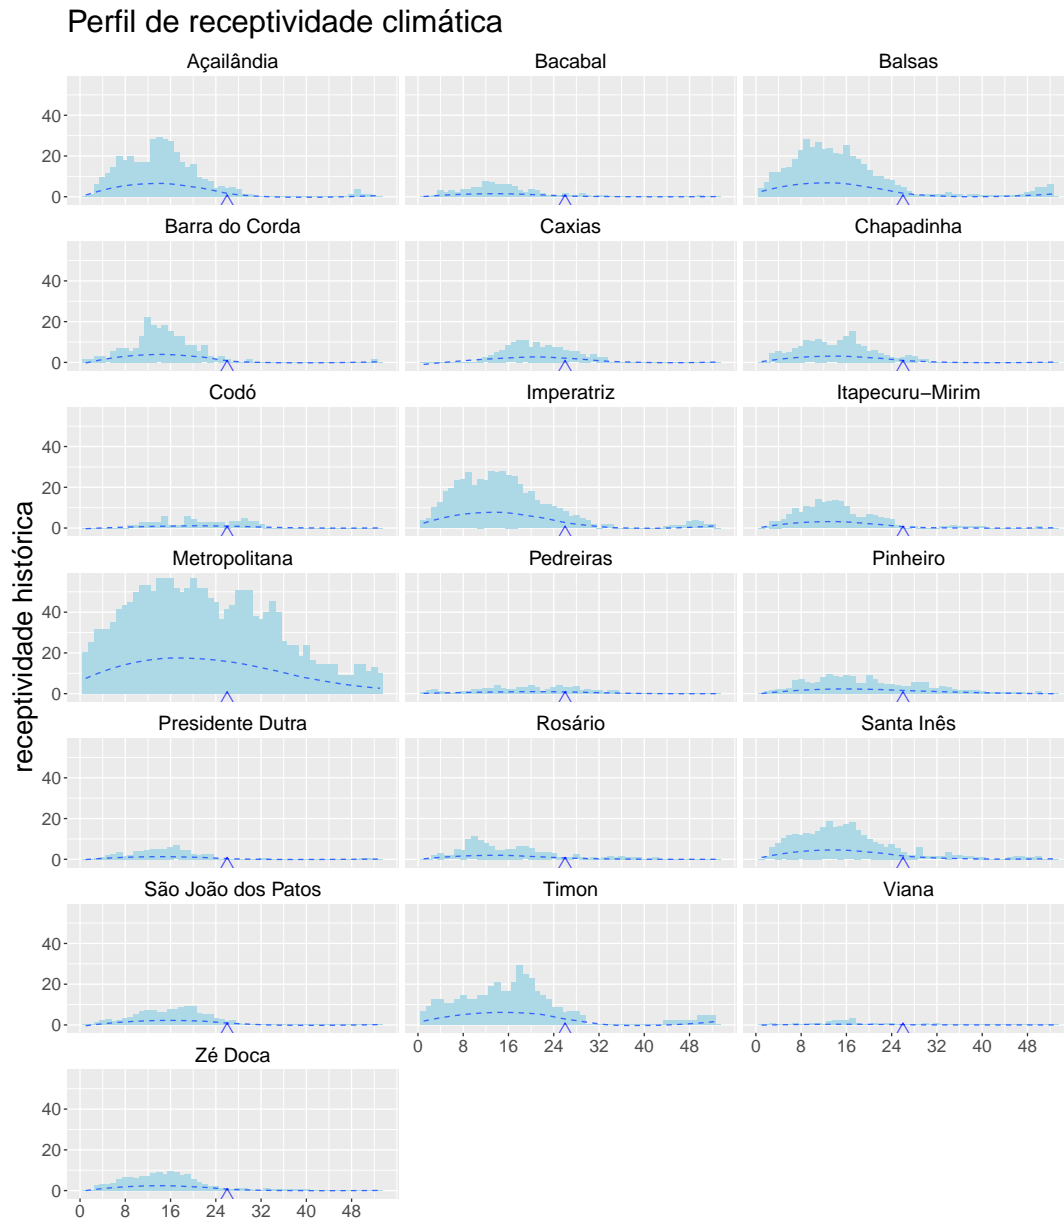 Perfil de receptividade climática
Açailândia Bacabal Balsas
40
20
0
Barra do Corda Caxias Chapadinha
40
20
0
Codó Imperatriz Itapecuru−Mirim
40
20
0
receptividade histórica
Metropolitana Pedreiras Pinheiro
40
20
0
Presidente Dutra Rosário Santa Inês
40
20
0
São João dos Patos Timon Viana
40
20
0
0 8 16 24 32 40 48 0 8 16 24 32 40 48
Zé Doca
40
20
0
0 8 16 24 32 40 48